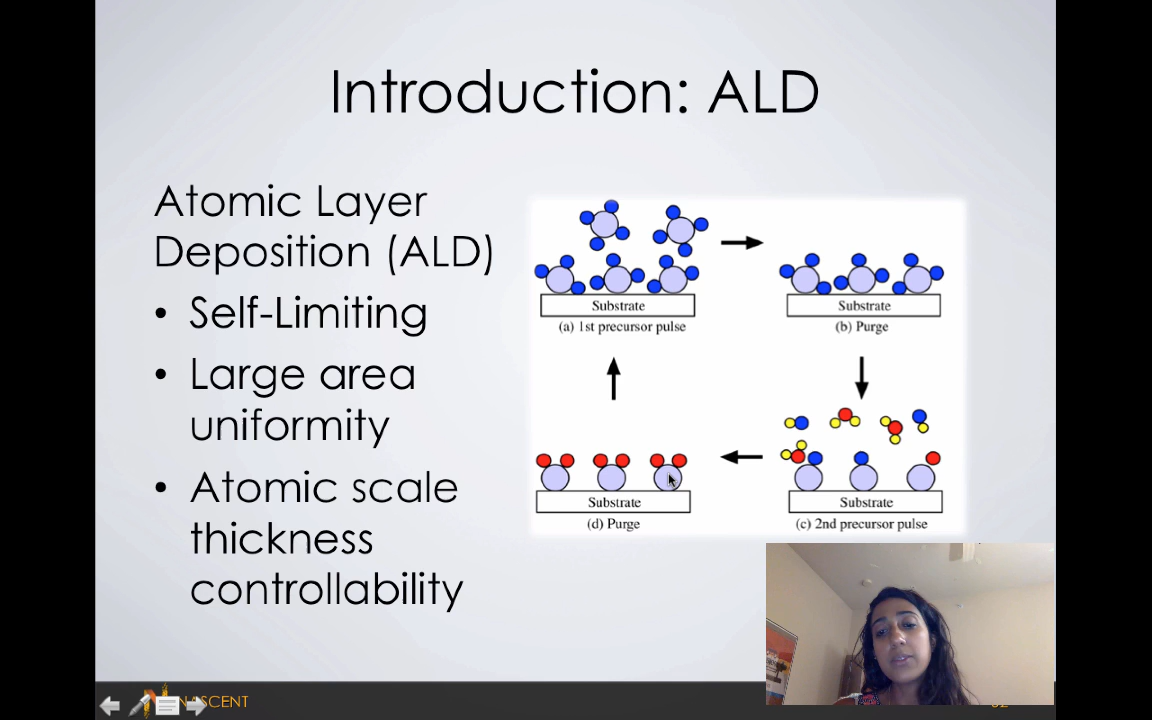 Introduction: ALD
Atomic Layer
Deposition (ALD)
• Self-Limiting
• Large area
uniformity
• Atomic scale
thickness
controllability
Substrate
(a) 1st precursor pulse
Substrate
(b) Purge
Substrate
(d) Purge
Substrate
(c) 2nd precursor pulse
NASCENT